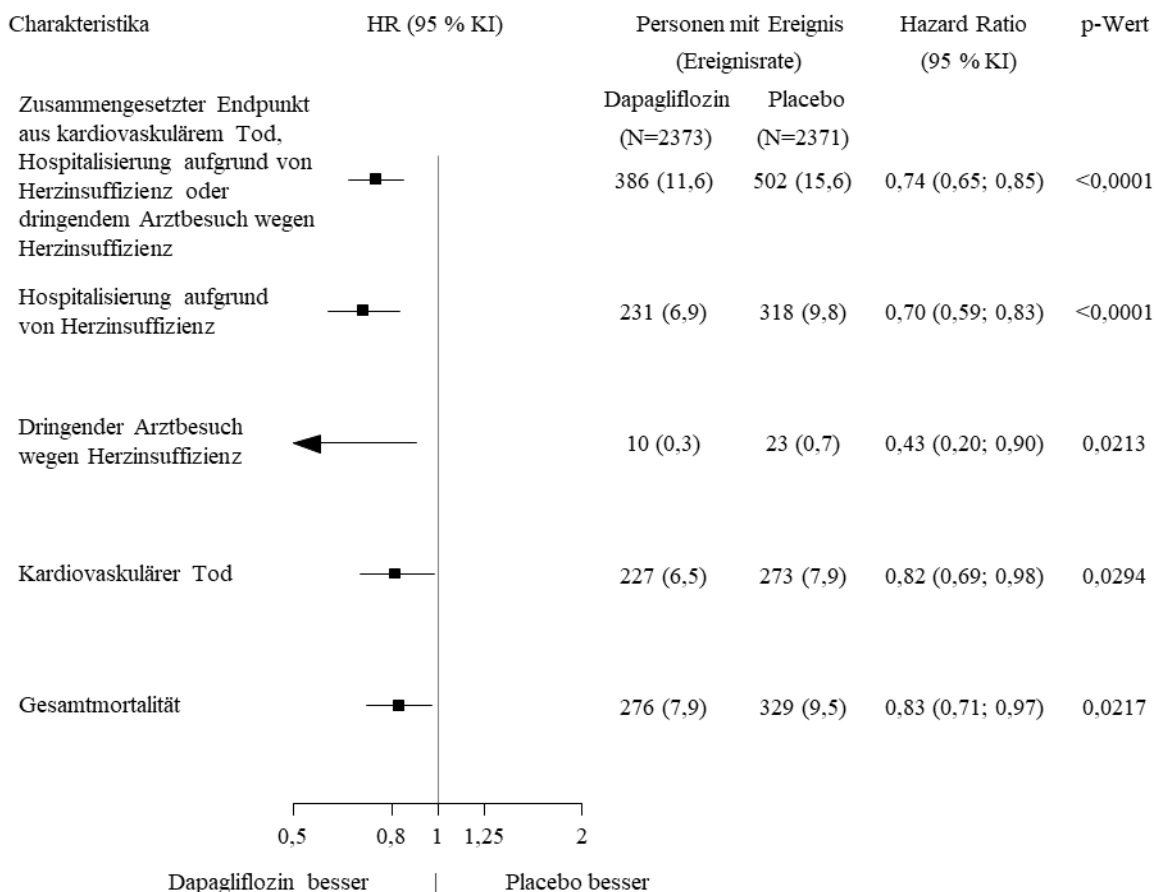 Charakteristika HR (95 % KI) Personen mit Ereignis Hazard Ratio p-Wert
(Ereignisrate) (95 % KI)
Dapagliflozin Placebo
(N=2373) (N=2371)
Zusammengesetzter Endpunkt
aus kardiovaskulärem Tod,
Hospitalisierung aufgrund von
Herzinsuffizienz oder
dringendem Arztbesuch wegen
Herzinsuffizienz
386 (11,6) 502 (15,6) 0,74 (0,65; 0,85) <0,0001
Hospitalisierung aufgrund
von Herzinsuffizienz
231 (6,9) 318 (9,8) 0,70 (0,59; 0,83) <0,0001
Dringender Arztbesuch
wegen Herzinsuffizienz
10 (0,3) 23 (0,7) 0,43 (0,20; 0,90) 0,0213
Kardiovaskulärer Tod 227 (6,5) 273 (7,9) 0,82 (0,69; 0,98) 0,0294
Gesamtmortalität 276 (7,9) 329 (9,5) 0,83 (0,71; 0,97) 0,0217
0,5 0,8 1 1,25 2
Dapagliflozin besser | Placebo besser